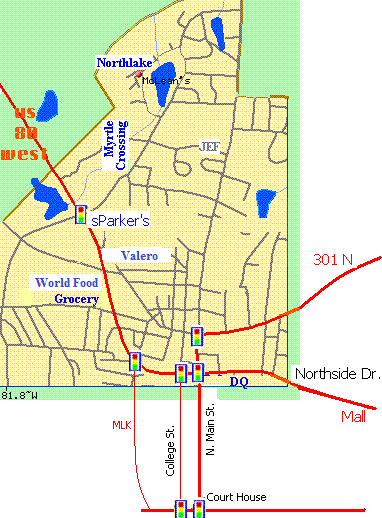 Northlake
McLean's
us
80
west
Myrtle
Crossing
JEF
sParker's
Valero
301 N
World Food
Grocery
Northside Dr.
DQ
81.8°W
Mall
MLK
College St.
N. Main St.
Court House